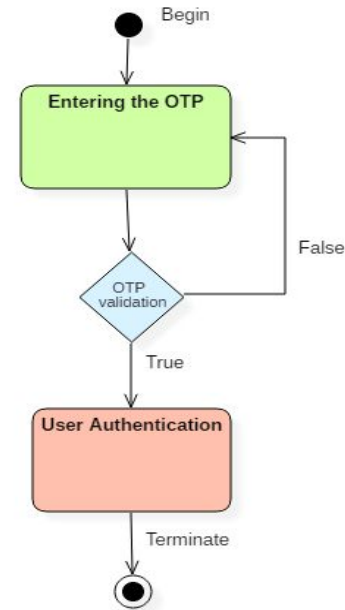 Begin
Entering the OTP
False
OTP
validation
True
User Authentication
Terminate